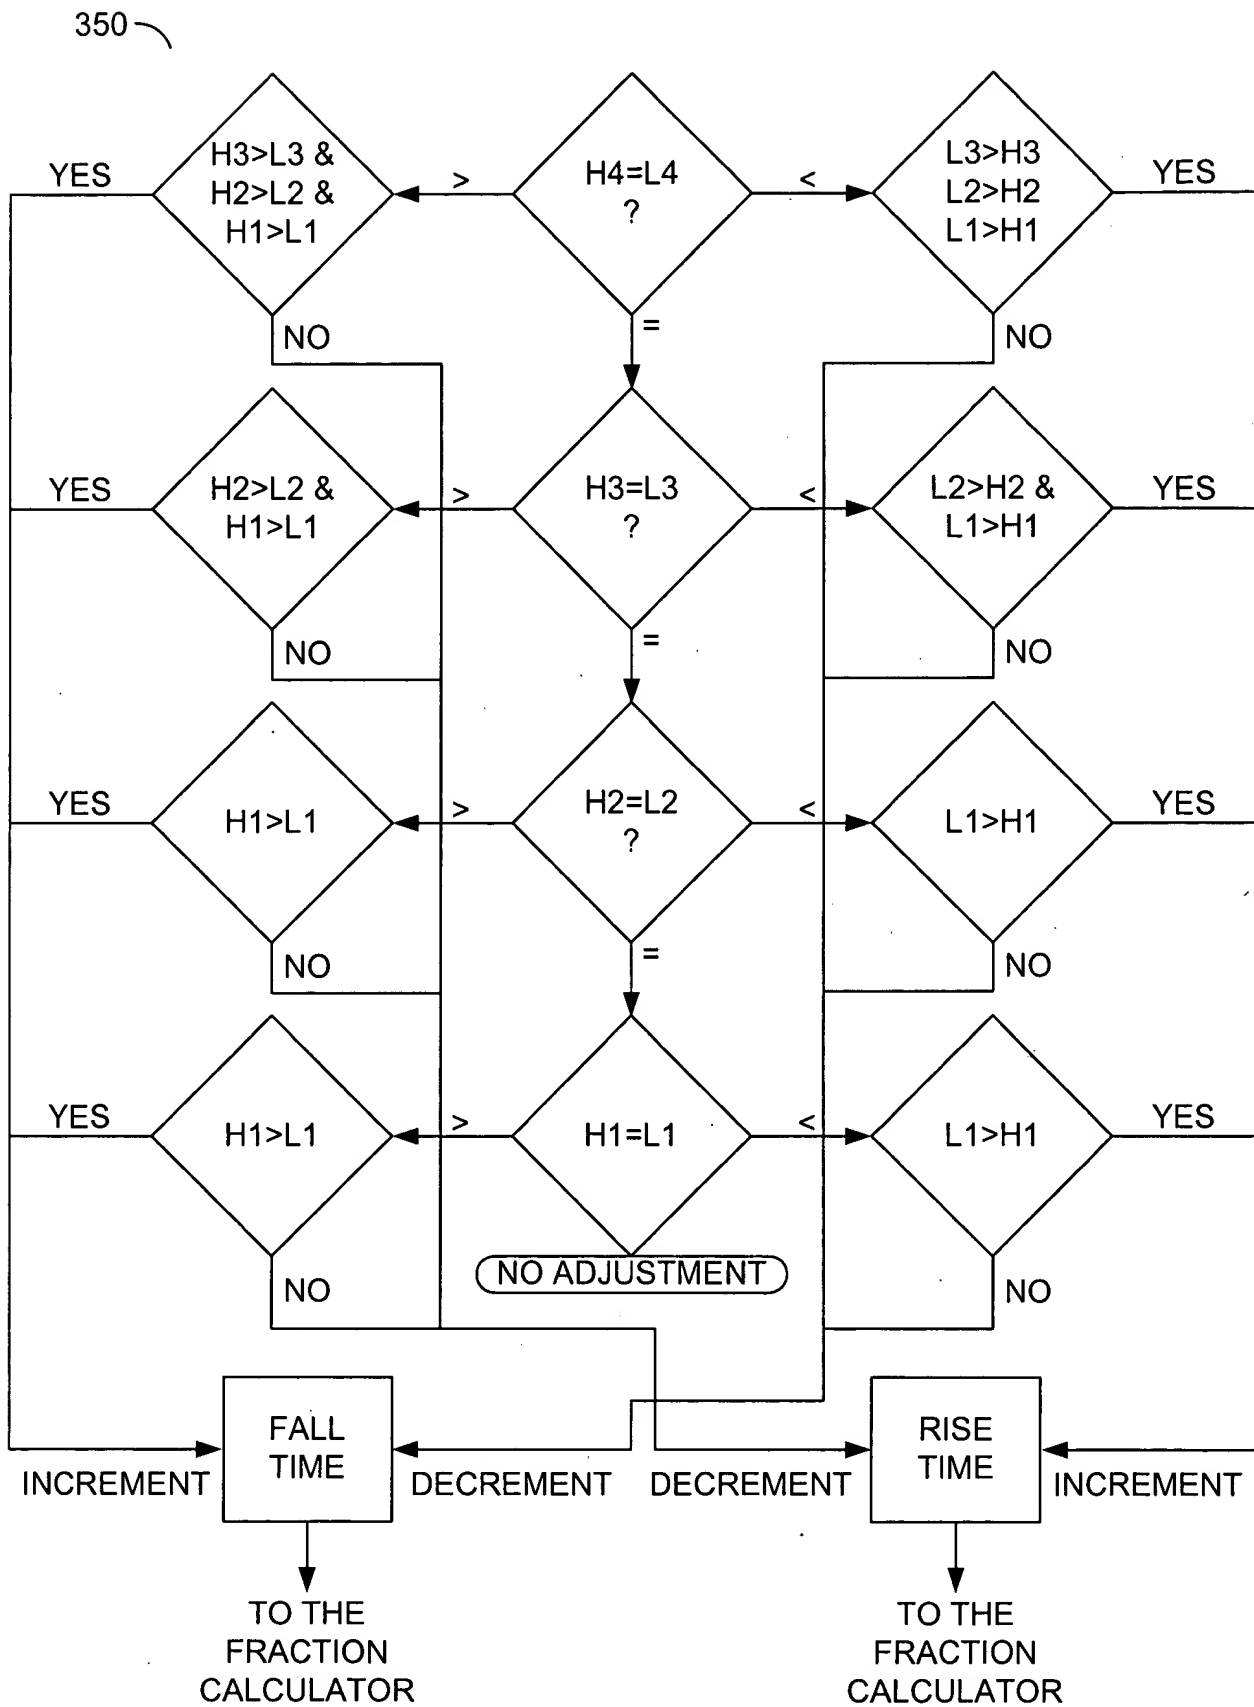 350
H3>L3 &
H2>L2 &
H1>L1
YES
>
H4=L4
?
<
L3>H3
L2>H2
L1>H1
YES
NO
=
NO
H2>L2 &
H1>L1
YES
>
H3=L3
?
<
L2>H2 &
L1>H1
YES
NO
=
NO
YES
H1>L1
>
H2=L2
?
<
L1>H1
YES
NO
=
NO
YES
H1>L1
>
H1=L1
<
L1>H1
YES
NO
NO ADJUSTMENT
NO
FALL
TIME
RISE
TIME
INCREMENT
DECREMENT
DECREMENT
INCREMENT
TO THE
FRACTION
CALCULATOR
TO THE
FRACTION
CALCULATOR